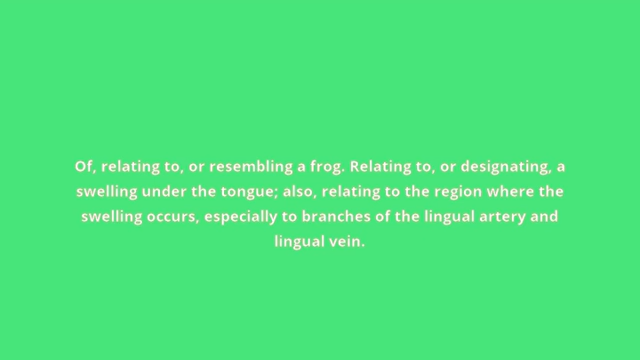 Of, relating to, or resembling a frog. Relating to, or designating, a
swelling under the tongue; also, relating to the region where the
swelling occurs, especially to branches of the lingual artery and
lingual vein.